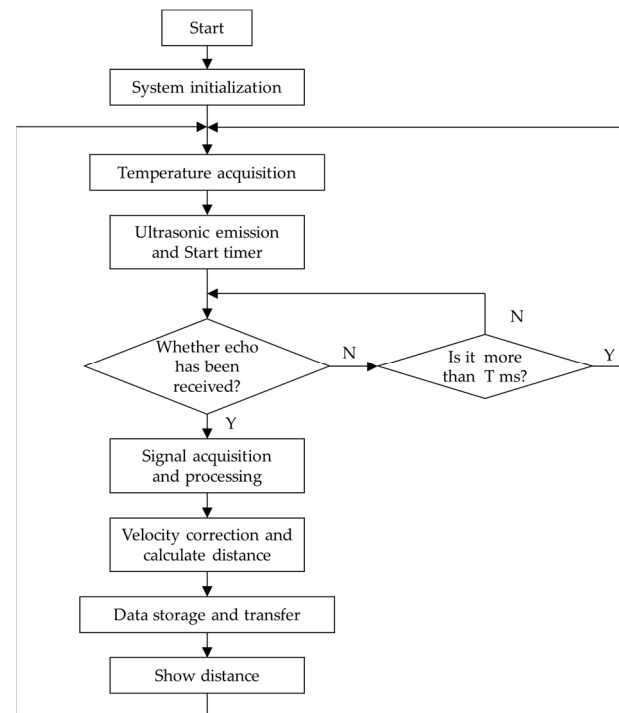 Start
System initialization
Temperature acquisition
Ultrasonic emission
and Start timer
N
Whether echo
has been
received?
N
Is it more
than T ms?
Y
Y
Signal acquisition
and processing
Velocity correction and
calculate distance
Data storage and transfer
Show distance